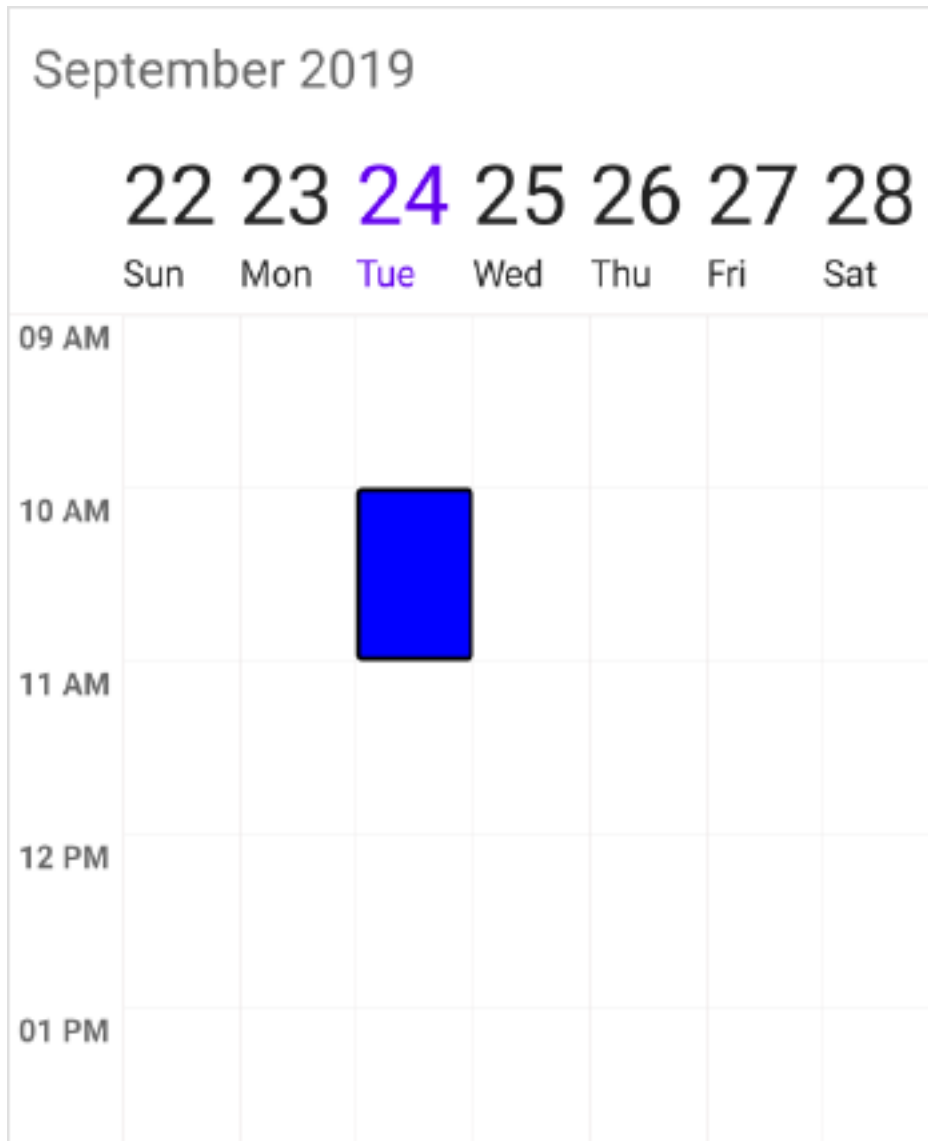 September 2019
22 23 24 25 26 27 28
Sun Mon Tue Wed Thu Fri Sat
09 AM
10 AM
11 AM
12 PM
01 PM